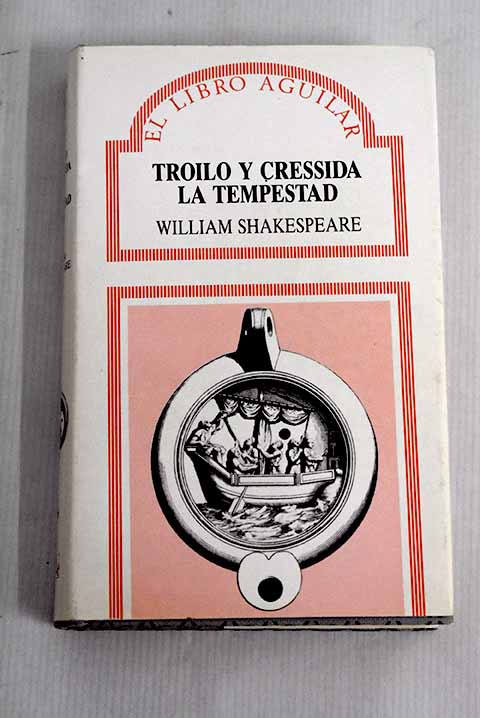 EL LIBRO AGUILAR
TROILO Y CRESSIDA
LA TEMPESTAD
WILLIAM SHAKESPEARE